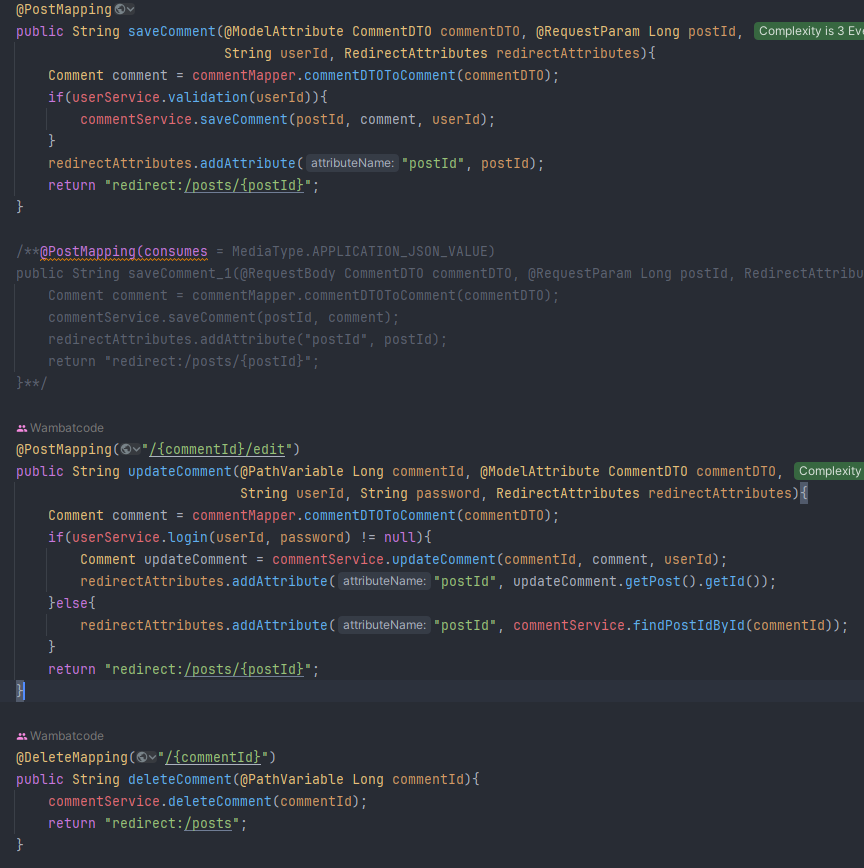 @PostMapping
public String saveComment(@ModelAttribute CommentDTO commentDTO, @RequestParam Long postId, Complexity is 3 Eve
String userId, RedirectAttributes redirectAttributes){
Comment comment = commentMapper.commentDTOToComment(commentDTO);
if(userService.validation(userId)){
commentService.saveComment(postId, comment, userId);
}
redirectAttributes.addAttribute( attributeName: "postId", postId);
return "redirect:/posts/{postId}";
}
/**@PostMapping(consumes = MediaType.APPLICATION_JSON_VALUE)
public String saveComment_1(@RequestBody CommentDTO commentDTO, @RequestParam Long postId, RedirectAttribu
Comment comment = commentMapper.commentDTOToComment(commentDTO);
commentService.saveComment(postId, comment);
redirectAttributes.addAttribute("postId", postId);
return "redirect:/posts/{postId}";
}**/
Wambatcode
@PostMapping("/{commentId}/edit")
public String updateComment(@PathVariable Long commentId, @ModelAttribute CommentDTO commentDTO, Complexity
String userId, String password, RedirectAttributes redirectAttributes){
Comment comment = commentMapper.commentDTOToComment(commentDTO);
if(userService.login(userId, password) != null){
Comment updateComment = commentService.updateComment(commentId, comment, userId);
redirectAttributes.addAttribute( attributeName: "postId", updateComment.getPost().getId());
}else{
redirectAttributes.addAttribute( attributeName: "postId", commentService.findPostIdById(commentId));
}
return "redirect:/posts/{postId}";
}
Wambatcode
@DeleteMapping("/{commentId}")
public String deleteComment(@PathVariable Long commentId){
commentService.deleteComment(commentId);
return "redirect:/posts";
}